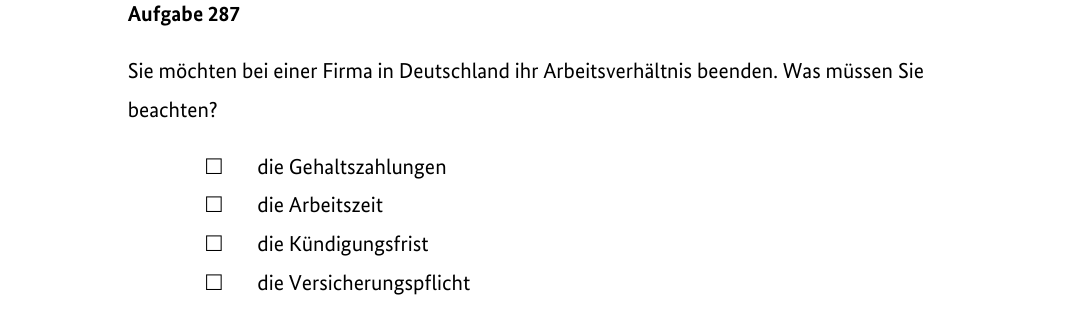 Aufgabe 287
Sie möchten bei einer Firma in Deutschland ihr Arbeitsverhältnis beenden. Was müssen Sie
beachten?
☐ die Gehaltszahlungen
☐ die Arbeitszeit
☐ die Kündigungsfrist
☐ die Versicherungspflicht